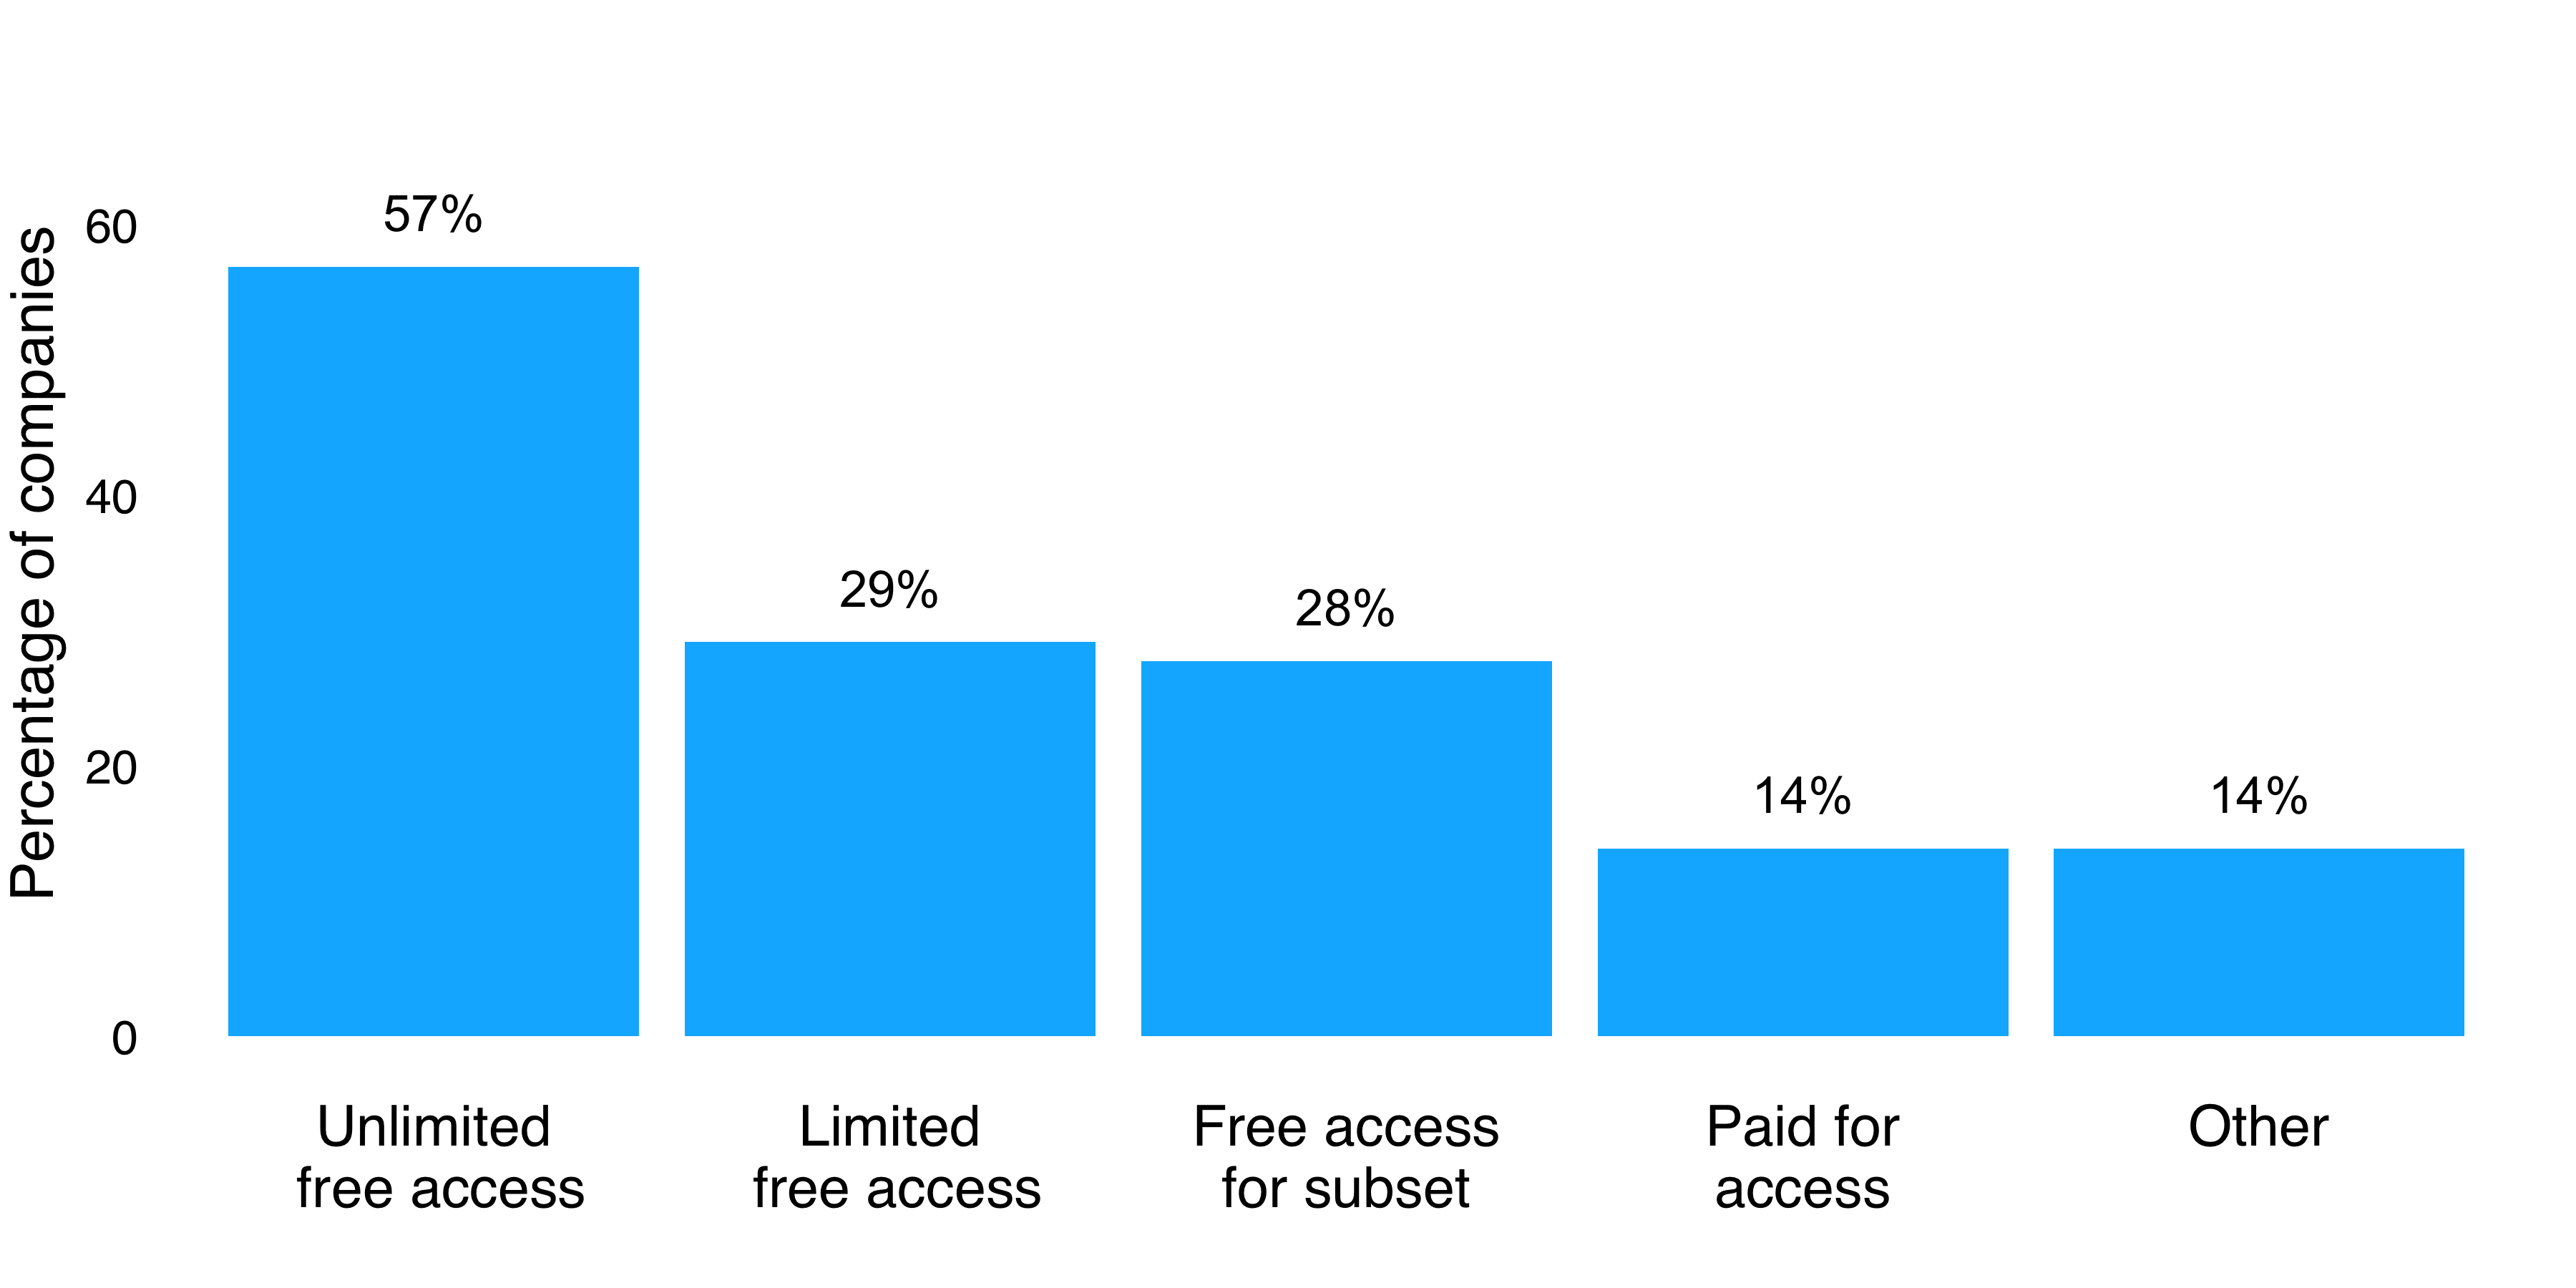 Percentage of companies
60
40
20
0
57%
29%
28%
14%
14%
Unlimited
free access
Limited
free access
Free access
for subset
Paid for
access
Other